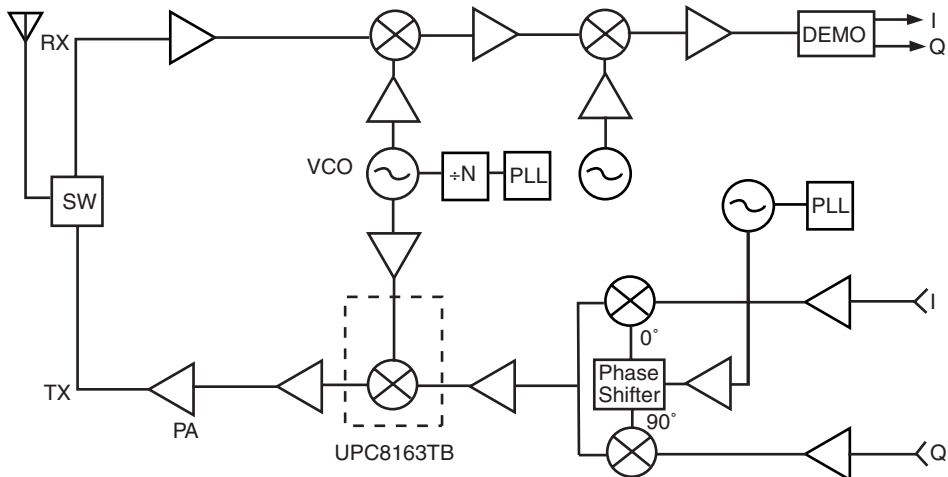 RX
DEMO
I
Q
VCO
÷N
PLL
SW
PLL
I
0°
Phase
Shifter
90°
TX
PA
UPC8163TB
Q